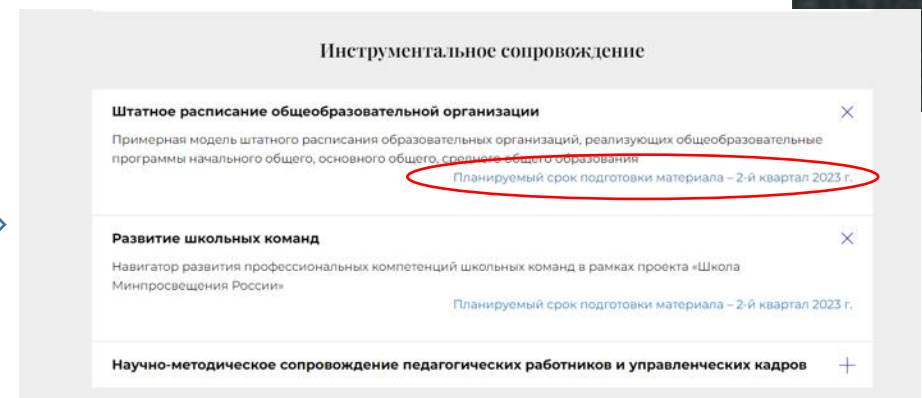 Инструментальное сопровождение
Штатное расписание общеобразовательной организации
Примерная модель штатного расписания образовательных организаций, реализующих общеобразовательные
программы начального общего, основного общего, среднего общего образования
Планируемый срок подготовки материала – 2-й квартал 2023 г.
Развитие школьных команд
Навигатор развития профессиональных компетенций школьных команд в рамках проекта «Школа
Минпросвещения России»
Планируемый срок подготовки материала – 2-й квартал 2023 г.
Научно-методическое сопровождение педагогических работников и управленческих кадров